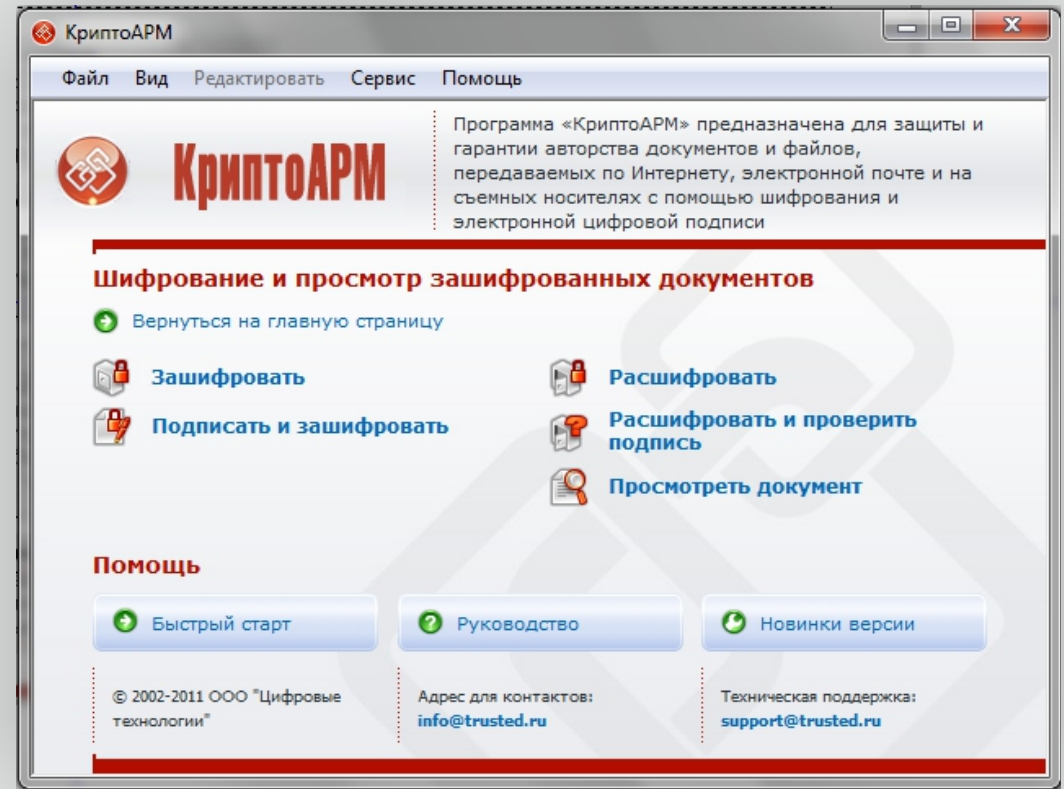 КриптоАРМ
Файл Вид Редактировать Сервис Помощь
КриптоАРМ
Программа «КриптоАРМ» предназначена для защиты и
гарантии авторства документов и файлов,
передаваемых по Интернету, электронной почте и на
съемных носителях с помощью шифрования и
электронной цифровой подписи
Шифрование и просмотр зашифрованных документов
Вернуться на главную страницу
Зашифровать
Подписать и зашифровать
Расшифровать
Расшифровать и проверить
подпись
Просмотреть документ
Помощь
Быстрый старт
Руководство
Новинки версии
© 2002-2011 ООО "Цифровые
технологии"
Адрес для контактов:
info@trusted.ru
Техническая поддержка:
support@trusted.ru